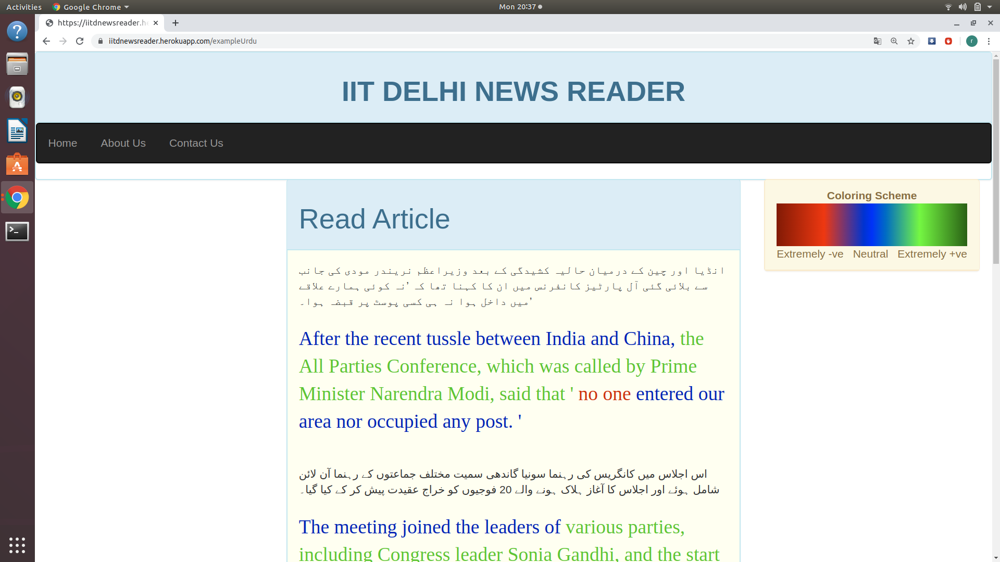 Activities
Google Chrome
Mon 20:37
https://iitdnewsreader.he
iitdnewsreader.herokuapp.com/exampleUrdu
r
IIT DELHI NEWS READER
Home About Us Contact Us
Read Article
انڈیا اور چین کے درمیان حالیہ کشیدگی کے بعد وزیراعظم نریندر مودی کی جانب
سے بلائی گئی آل پارٹیز کانفرنس میں ان کا کہنا تھا کہ ’نہ کوئی ہمارے علاقے
میں داخل ہوا نہ ہی کسی پوسٹ پر قبضہ ہوا۔’
After the recent tussle between India and China, the
All Parties Conference, which was called by Prime
Minister Narendra Modi, said that ' no one entered our
area nor occupied any post. '
اس اجلاس میں کانگریس کی رہنما سونیا گاندھی سمیت مختلف جماعتوں کے رہنما آن لائن
شامل ہوئے اور اجلاس کا آغاز ہلاک ہونے والے 20 فوجیوں کو خراج عقیدت پیش کر کے کیا گیا۔
The meeting joined the leaders of various parties,
including Congress leader Sonia Gandhi, and the start
Coloring Scheme
Extremely -ve Neutral Extremely +ve